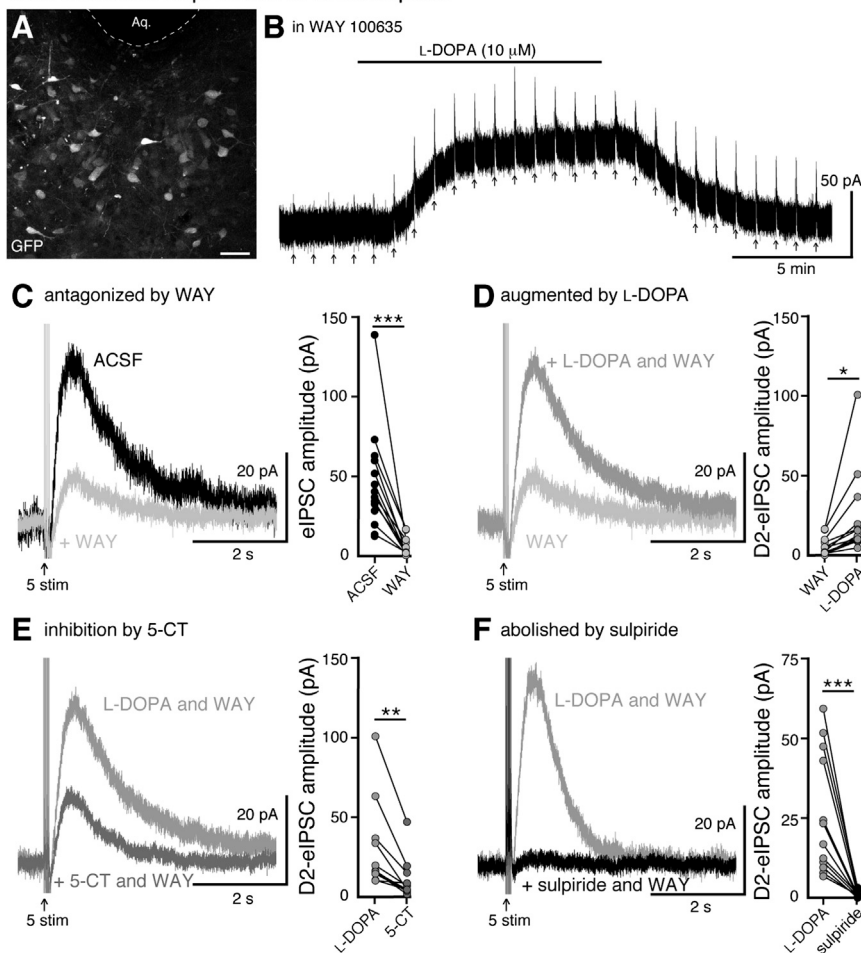 A
Aq.
GFP
B in WAY 100635
L-DOPA (10 µM)
50 pA
5 min
C antagonized by WAY
ACSF
+ WAY
20 pA
2 s
5 stim
eIPSC amplitude (pA)
150
100
50
0
***
ACSF
WAY
D augmented by L-DOPA
+ L-DOPA and WAY
WAY
20 pA
2 s
5 stim
D2-eIPSC amplitude (pA)
150
100
50
0
*
WAY
L-DOPA
E inhibition by 5-CT
L-DOPA and WAY
+ 5-CT and WAY
20 pA
2 s
5 stim
D2-eIPSC amplitude (pA)
150
100
50
0
**
L-DOPA
5-CT
F abolished by sulpiride
L-DOPA and WAY
+ sulpiride and WAY
20 pA
2 s
5 stim
D2-eIPSC amplitude (pA)
75
50
25
0
***
L-DOPA
sulpiride